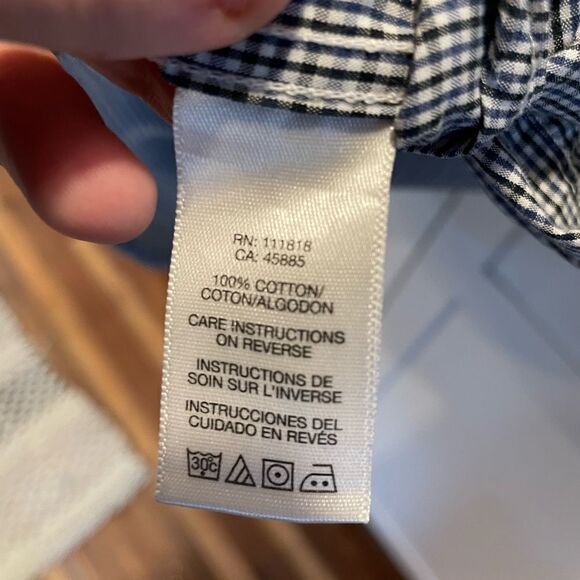 RN: 111818
CA: 45885
100% COTTON/
COTON/ALGODON
CARE INSTRUCTIONS
ON REVERSE
INSTRUCTIONS DE
SOIN SUR L'INVERSE
INSTRUCCIONES DEL
CUIDADO EN REVÉS
30°C